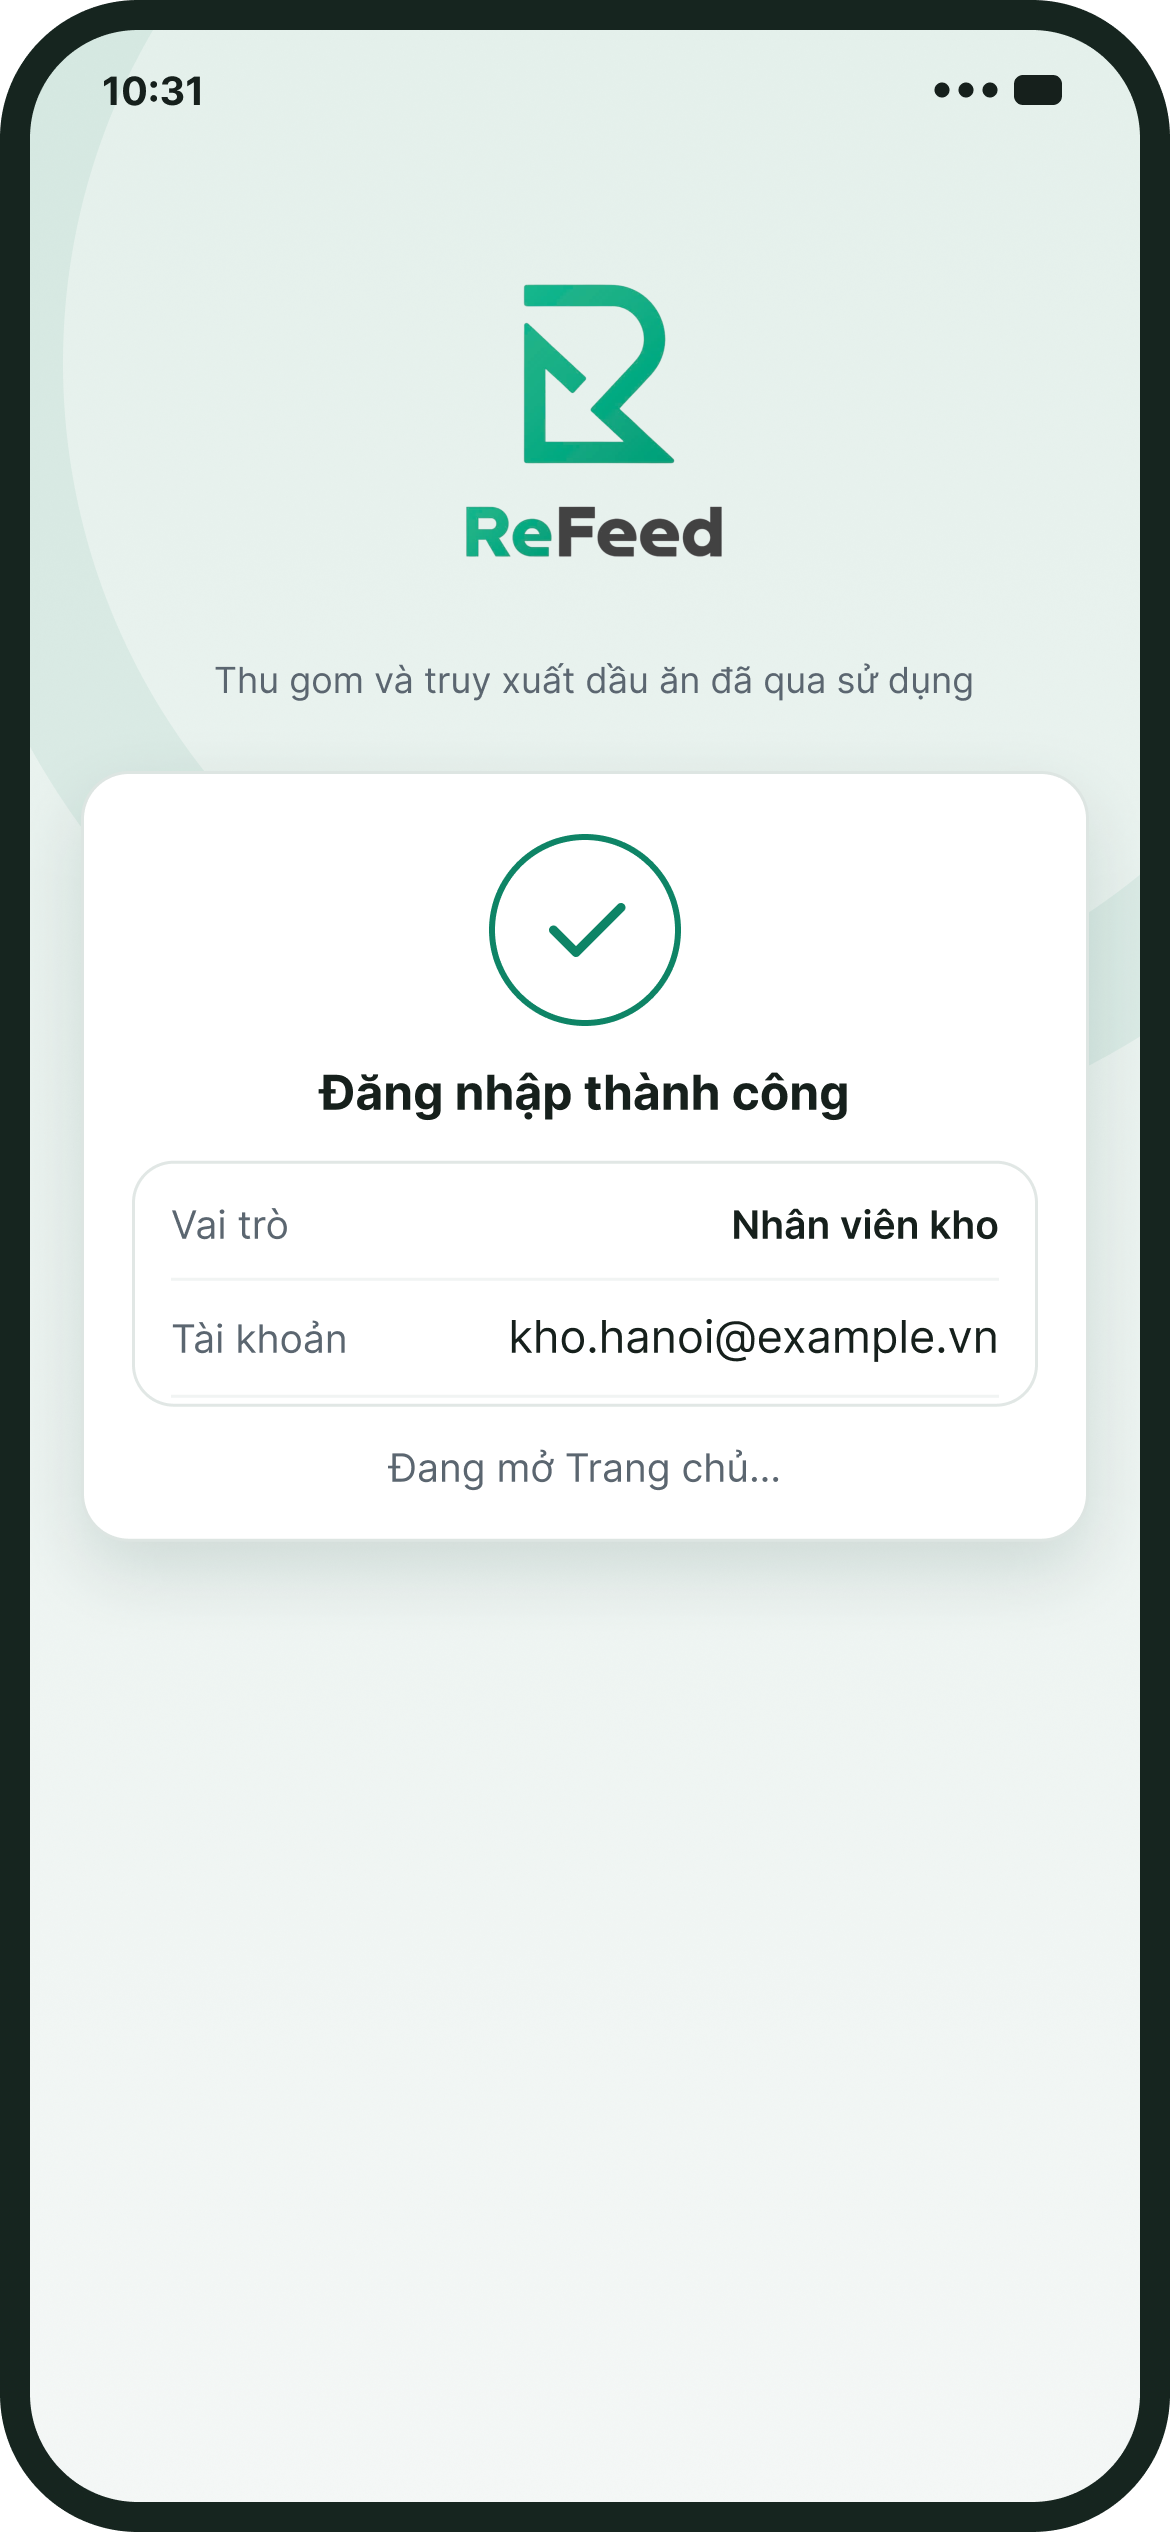 10:31
ReFeed
Thu gom và truy xuất dầu ăn đã qua sử dụng
Đăng nhập thành công
Vai trò Nhân viên kho
Tài khoản kho.hanoi@example.vn
Đang mở Trang chủ...